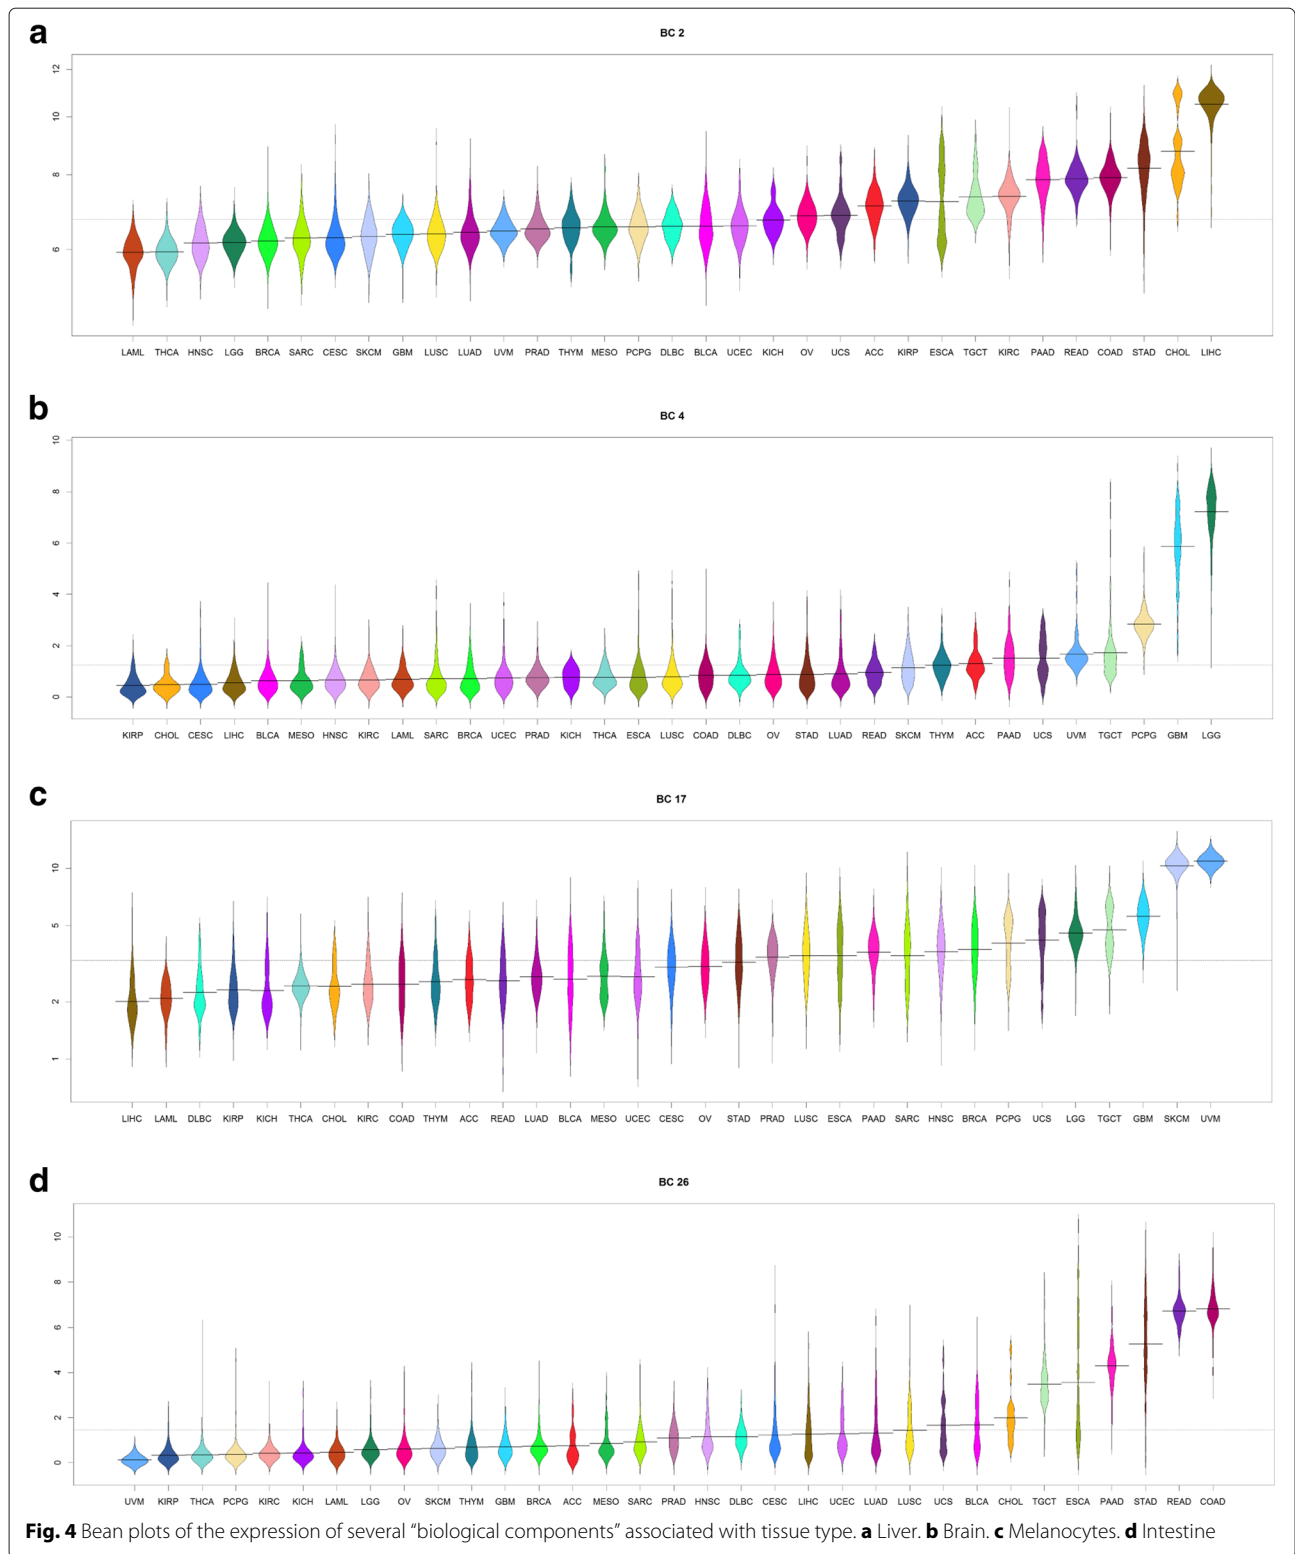 a
BC 2
12
10
8
6
LAML THCA HNSC LGG BRCA SARC CESC SKCM GBM LUSC LUAD UVM PRAD THYM MESO PCPG DLBC BLCA UCEC KICH OV UCS ACC KIRP ESCA TGCT KIRC PAAD READ COAD STAD CHOL LIHC
b
BC 4
10
8
6
4
2
0
KIRP CHOL CESC LIHC BLCA MESO HNSC KIRC LAML SARC BRCA UCEC PRAD KICH THCA ESCA LUSC COAD DLBC OV STAD LUAD READ SKCM THYM ACC PAAD UCS UVM TGCT PCPG GBM LGG
c
BC 17
10
5
2
1
LIHC LAML DLBC KIRP KICH THCA CHOL KIRC COAD THYM ACC READ LUAD BLCA MESO UCEC CESC OV STAD PRAD LUSC ESCA PAAD SARC HNSC BRCA PCPG UCS LGG TGCT GBM SKCM UVM
d
BC 26
10
8
6
4
2
0
UVM KIRP THCA PCPG KIRC KICH LAML LGG OV SKCM THYM GBM BRCA ACC MESO SARC PRAD HNSC DLBC CESC LIHC UCEC LUAD LUSC UCS BLCA CHOL TGCT ESCA PAAD STAD READ COAD
Fig. 4 Bean plots of the expression of several “biological components” associated with tissue type. a Liver. b Brain. c Melanocytes. d Intestine